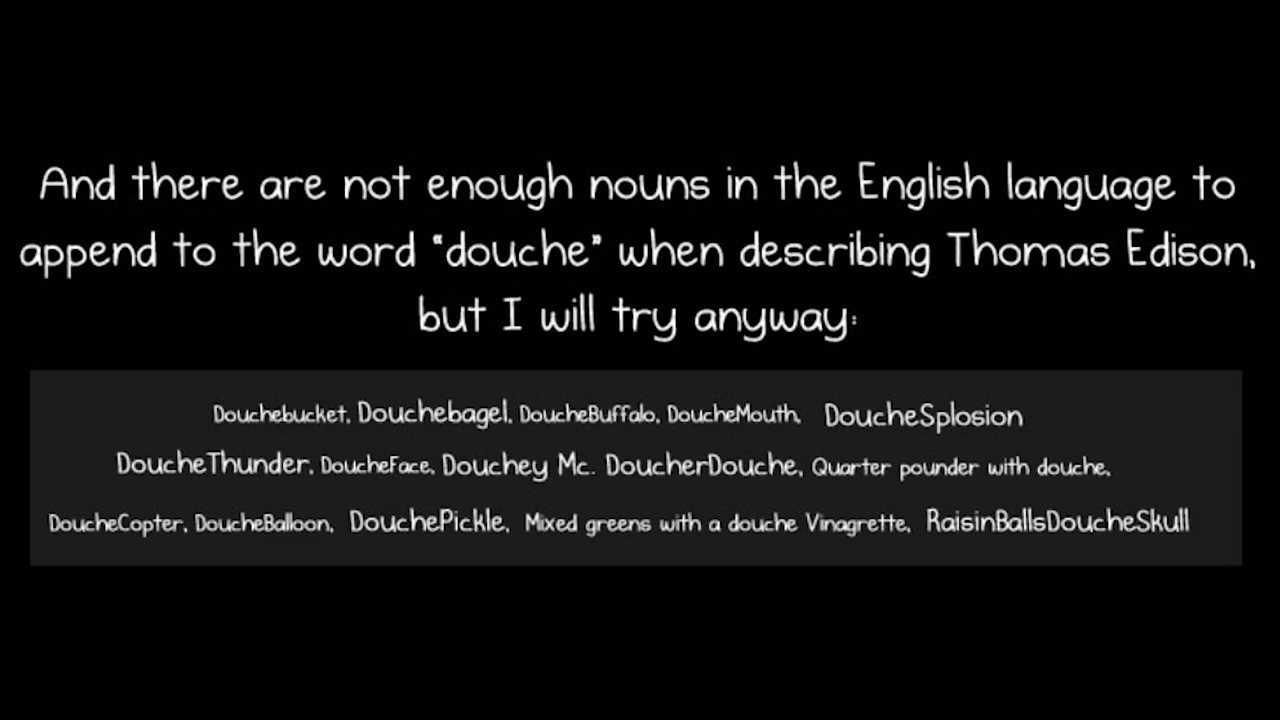 And there are not enough nouns in the English language to
append to the word "douche" when describing Thomas Edison,
but I will try anyway:
Douchebucket, Douchebagel, DoucheBuffalo, DoucheMouth, DoucheSplosion
DoucheThunder, DoucheFace, Douchey Mc. DoucherDouche, Quarter pounder with douche,
DoucheCopter, DoucheBalloon, DouchePickle, Mixed greens with a douche Vinagrette, RaisinBallsDoucheSkull